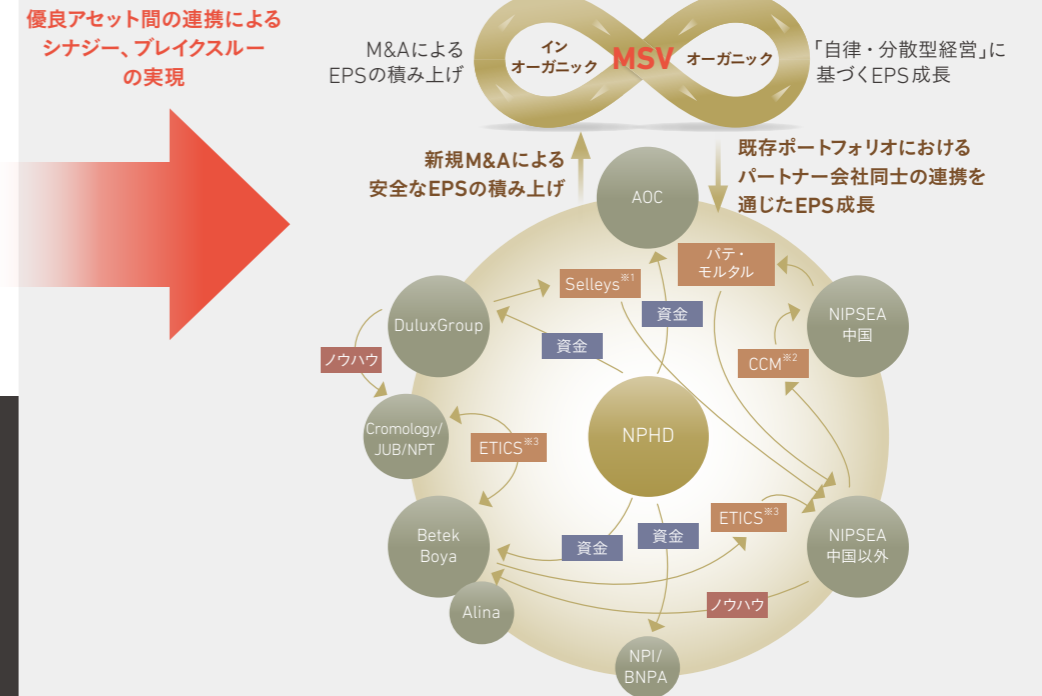 優良アセット間の連携による
シナジー、ブレイクスルー
の実現
M&Aによる
EPSの積み上げ
イン
オーガニック
MSV
オーガニック
「自律・分散型経営」に
基づくEPS成長
新規M&Aによる
安全なEPSの積み上げ
既存ポートフォリオにおける
パートナー会社同士の連携を
通じたEPS成長
AOC
パテ・
モルタル
Selleys※1
資金
DuluxGroup
NIPSEA
中国
資金
ノウハウ
CCM※2
Cromology/
JUB/NPT
ETICS※3
NPHD
ETICS※3
Betek
Boya
資金
資金
NIPSEA
中国以外
Alina
ノウハウ
NPI/
BNPA